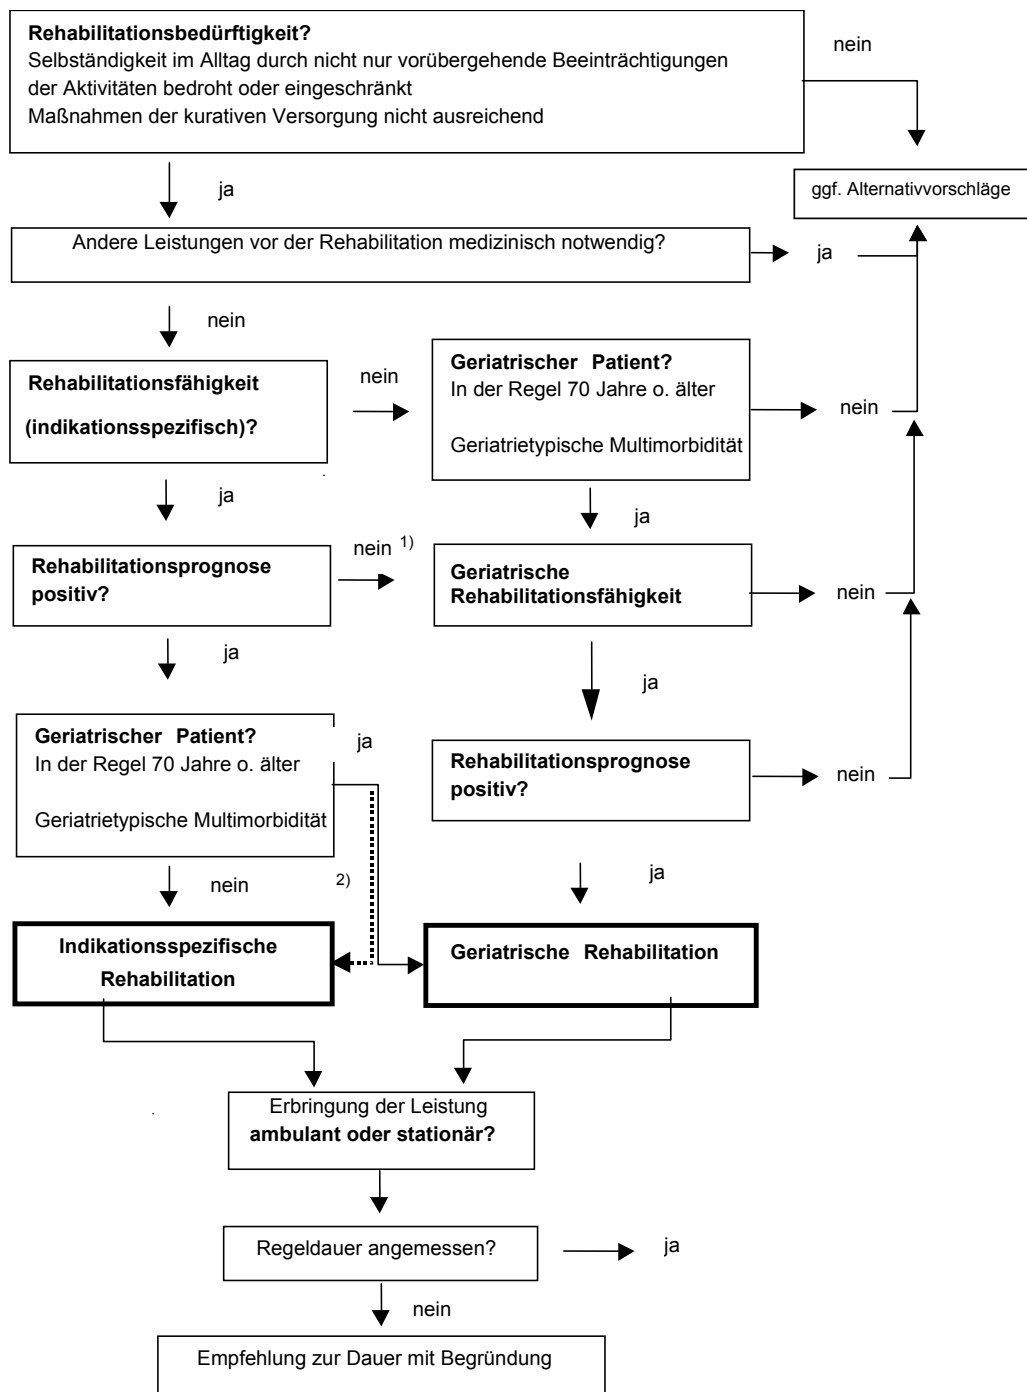 Rehabilitationsbedürftigkeit?
Selbständigkeit im Alltag durch nicht nur vorübergehende Beeinträchtigungen
der Aktivitäten bedroht oder eingeschränkt
Maßnahmen der kurativen Versorgung nicht ausreichend
nein
ja
ggf. Alternativvorschläge
Andere Leistungen vor der Rehabilitation medizinisch notwendig?
ja
nein
Rehabilitationsfähigkeit
(indikationsspezifisch)?
nein
Geriatrischer Patient?
In der Regel 70 Jahre o. älter
Geriatrietypische Multimorbidität
nein
ja
ja
Rehabilitationsprognose
positiv?
nein 1)
Geriatrische
Rehabilitationsfähigkeit
nein
ja
ja
Geriatrischer Patient?
In der Regel 70 Jahre o. älter
Geriatrietypische Multimorbidität
ja
Rehabilitationsprognose
positiv?
nein
nein
2)
ja
Indikationsspezifische
Rehabilitation
Geriatrische Rehabilitation
Erbringung der Leistung
ambulant oder stationär?
Regeldauer angemessen?
ja
nein
Empfehlung zur Dauer mit Begründung